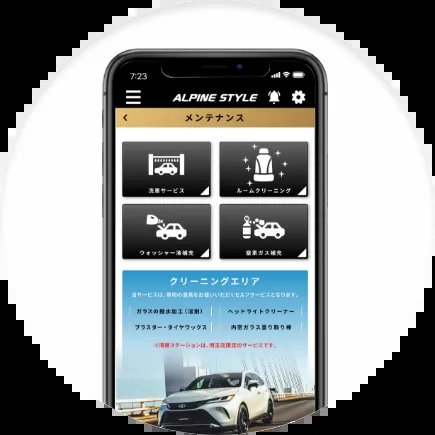 7:23
ALPINE STYLE
メンテナンス
洗車サービス
ルームクリーニング
ウォッシャー液補充
窒素ガス補充
クリーニングエリア
当サービスは、専用の道具をお使いいただくセルフサービスとなります。
ガラスの撥水加工(溶剤)
ヘッドライトクリーナー
プラスター・タイヤワックス
内窓ガラス曇り取り棒
※清掃ステーションは、埼玉店限定のサービスです。